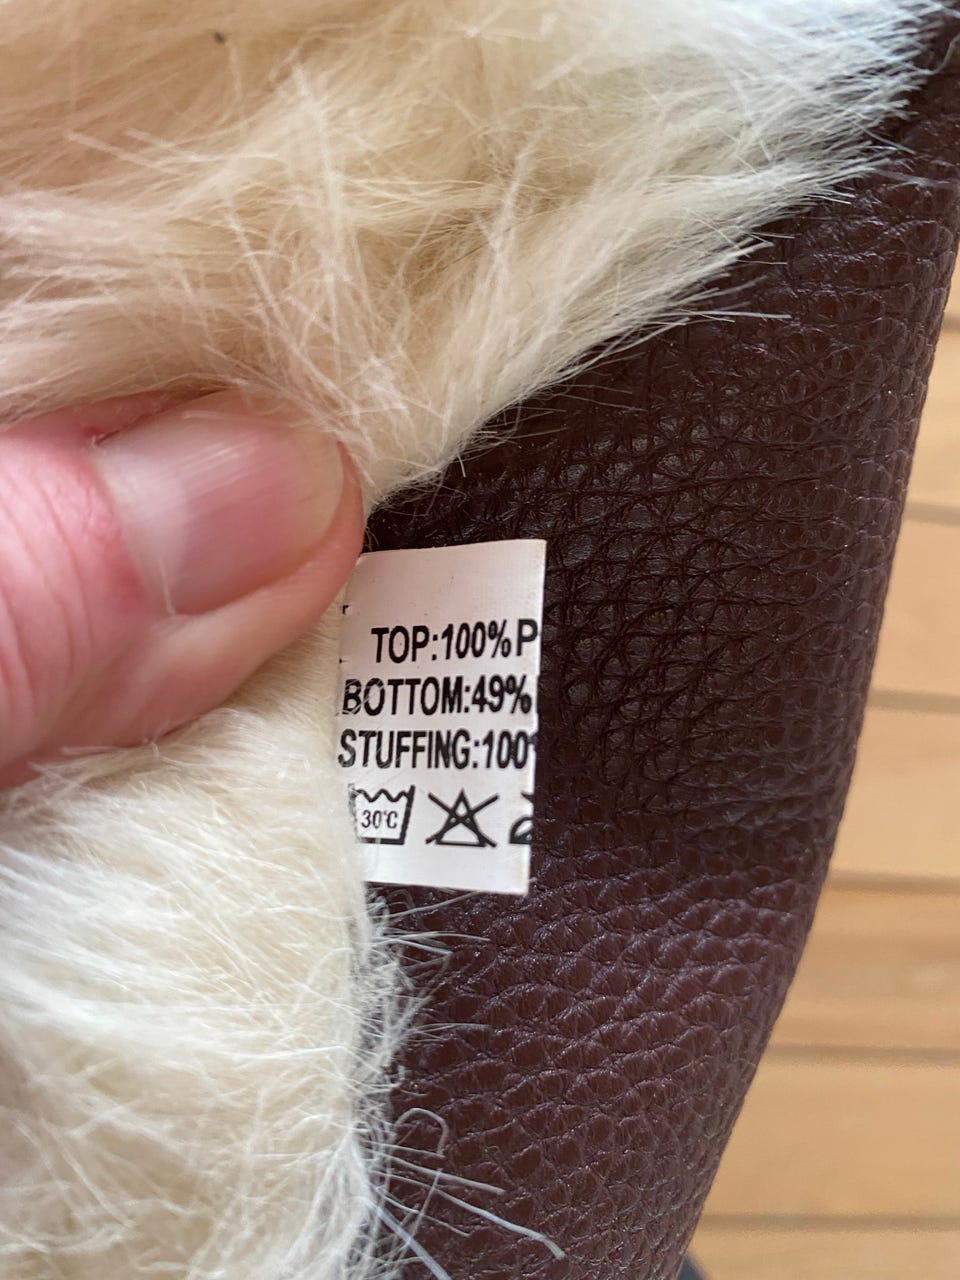 TOP:100%P
BOTTOM:49%
STUFFING:100%
30°C